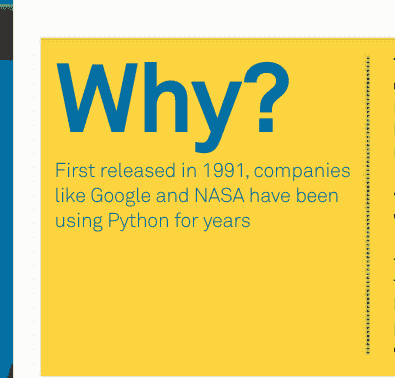 Why?
First released in 1991, companies
like Google and NASA have been
using Python for years